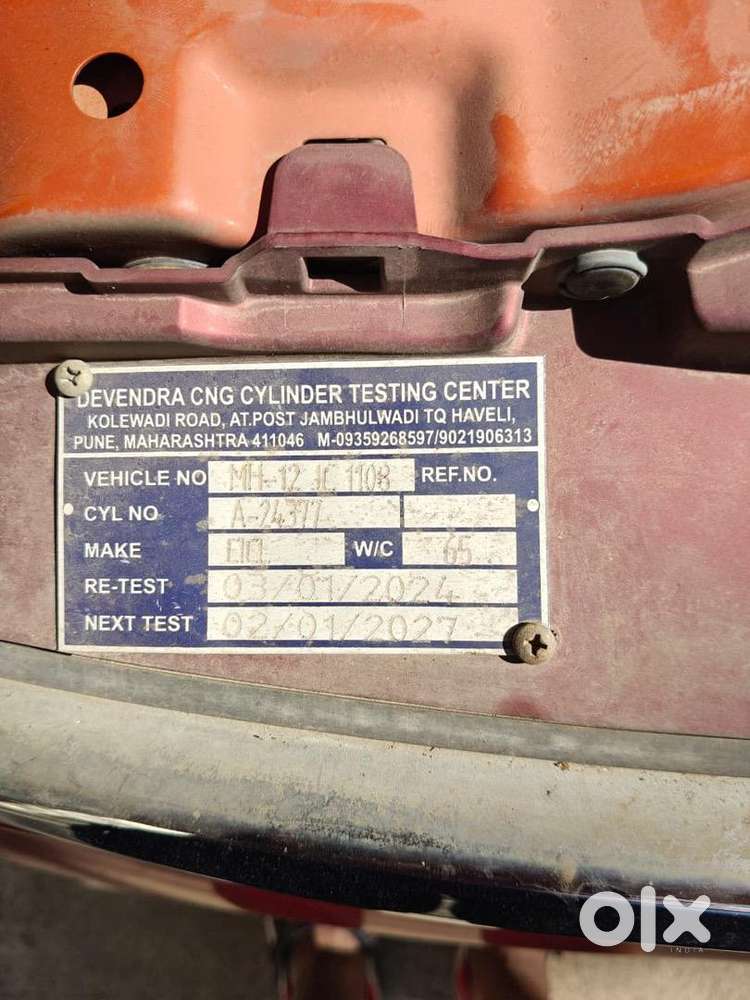 DEVENDRA CNG CYLINDER TESTING CENTER
KOLEWADI ROAD, AT.POST JAMBHULWADI TQ HAVELI,
PUNE, MAHARASHTRA 411046 M-09359268597/9021906313
VEHICLE NO MH-12 JC 1108 REF.NO.
CYL NO A-24377
MAKE W/C 65
RE-TEST 03/01/2024
NEXT TEST 02/01/2027
olx
INDIA